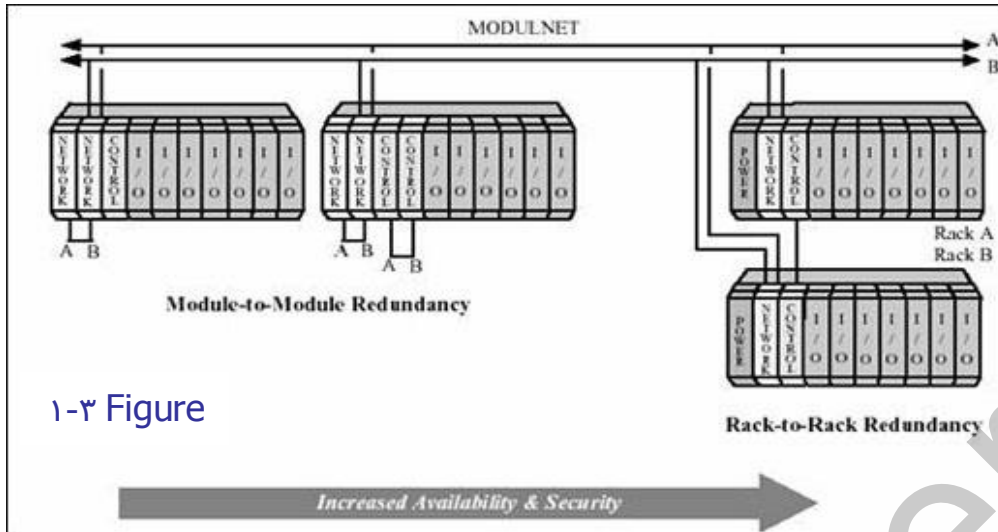 MODULNET
A
B
NETWORK NETWORK CONTROL I/O I/O I/O I/O I/O I/O
NETWORK NETWORK CONTROL CONTROL I/O I/O I/O I/O I/O
POWER NETWORK CONTROL I/O I/O I/O I/O I/O I/O
A B
A B
A B
Rack A
Rack B
Module-to-Module Redundancy
POWER NETWORK CONTROL I/O I/O I/O I/O I/O I/O
۱-۳ Figure
Rack-to-Rack Redundancy
Increased Availability & Security